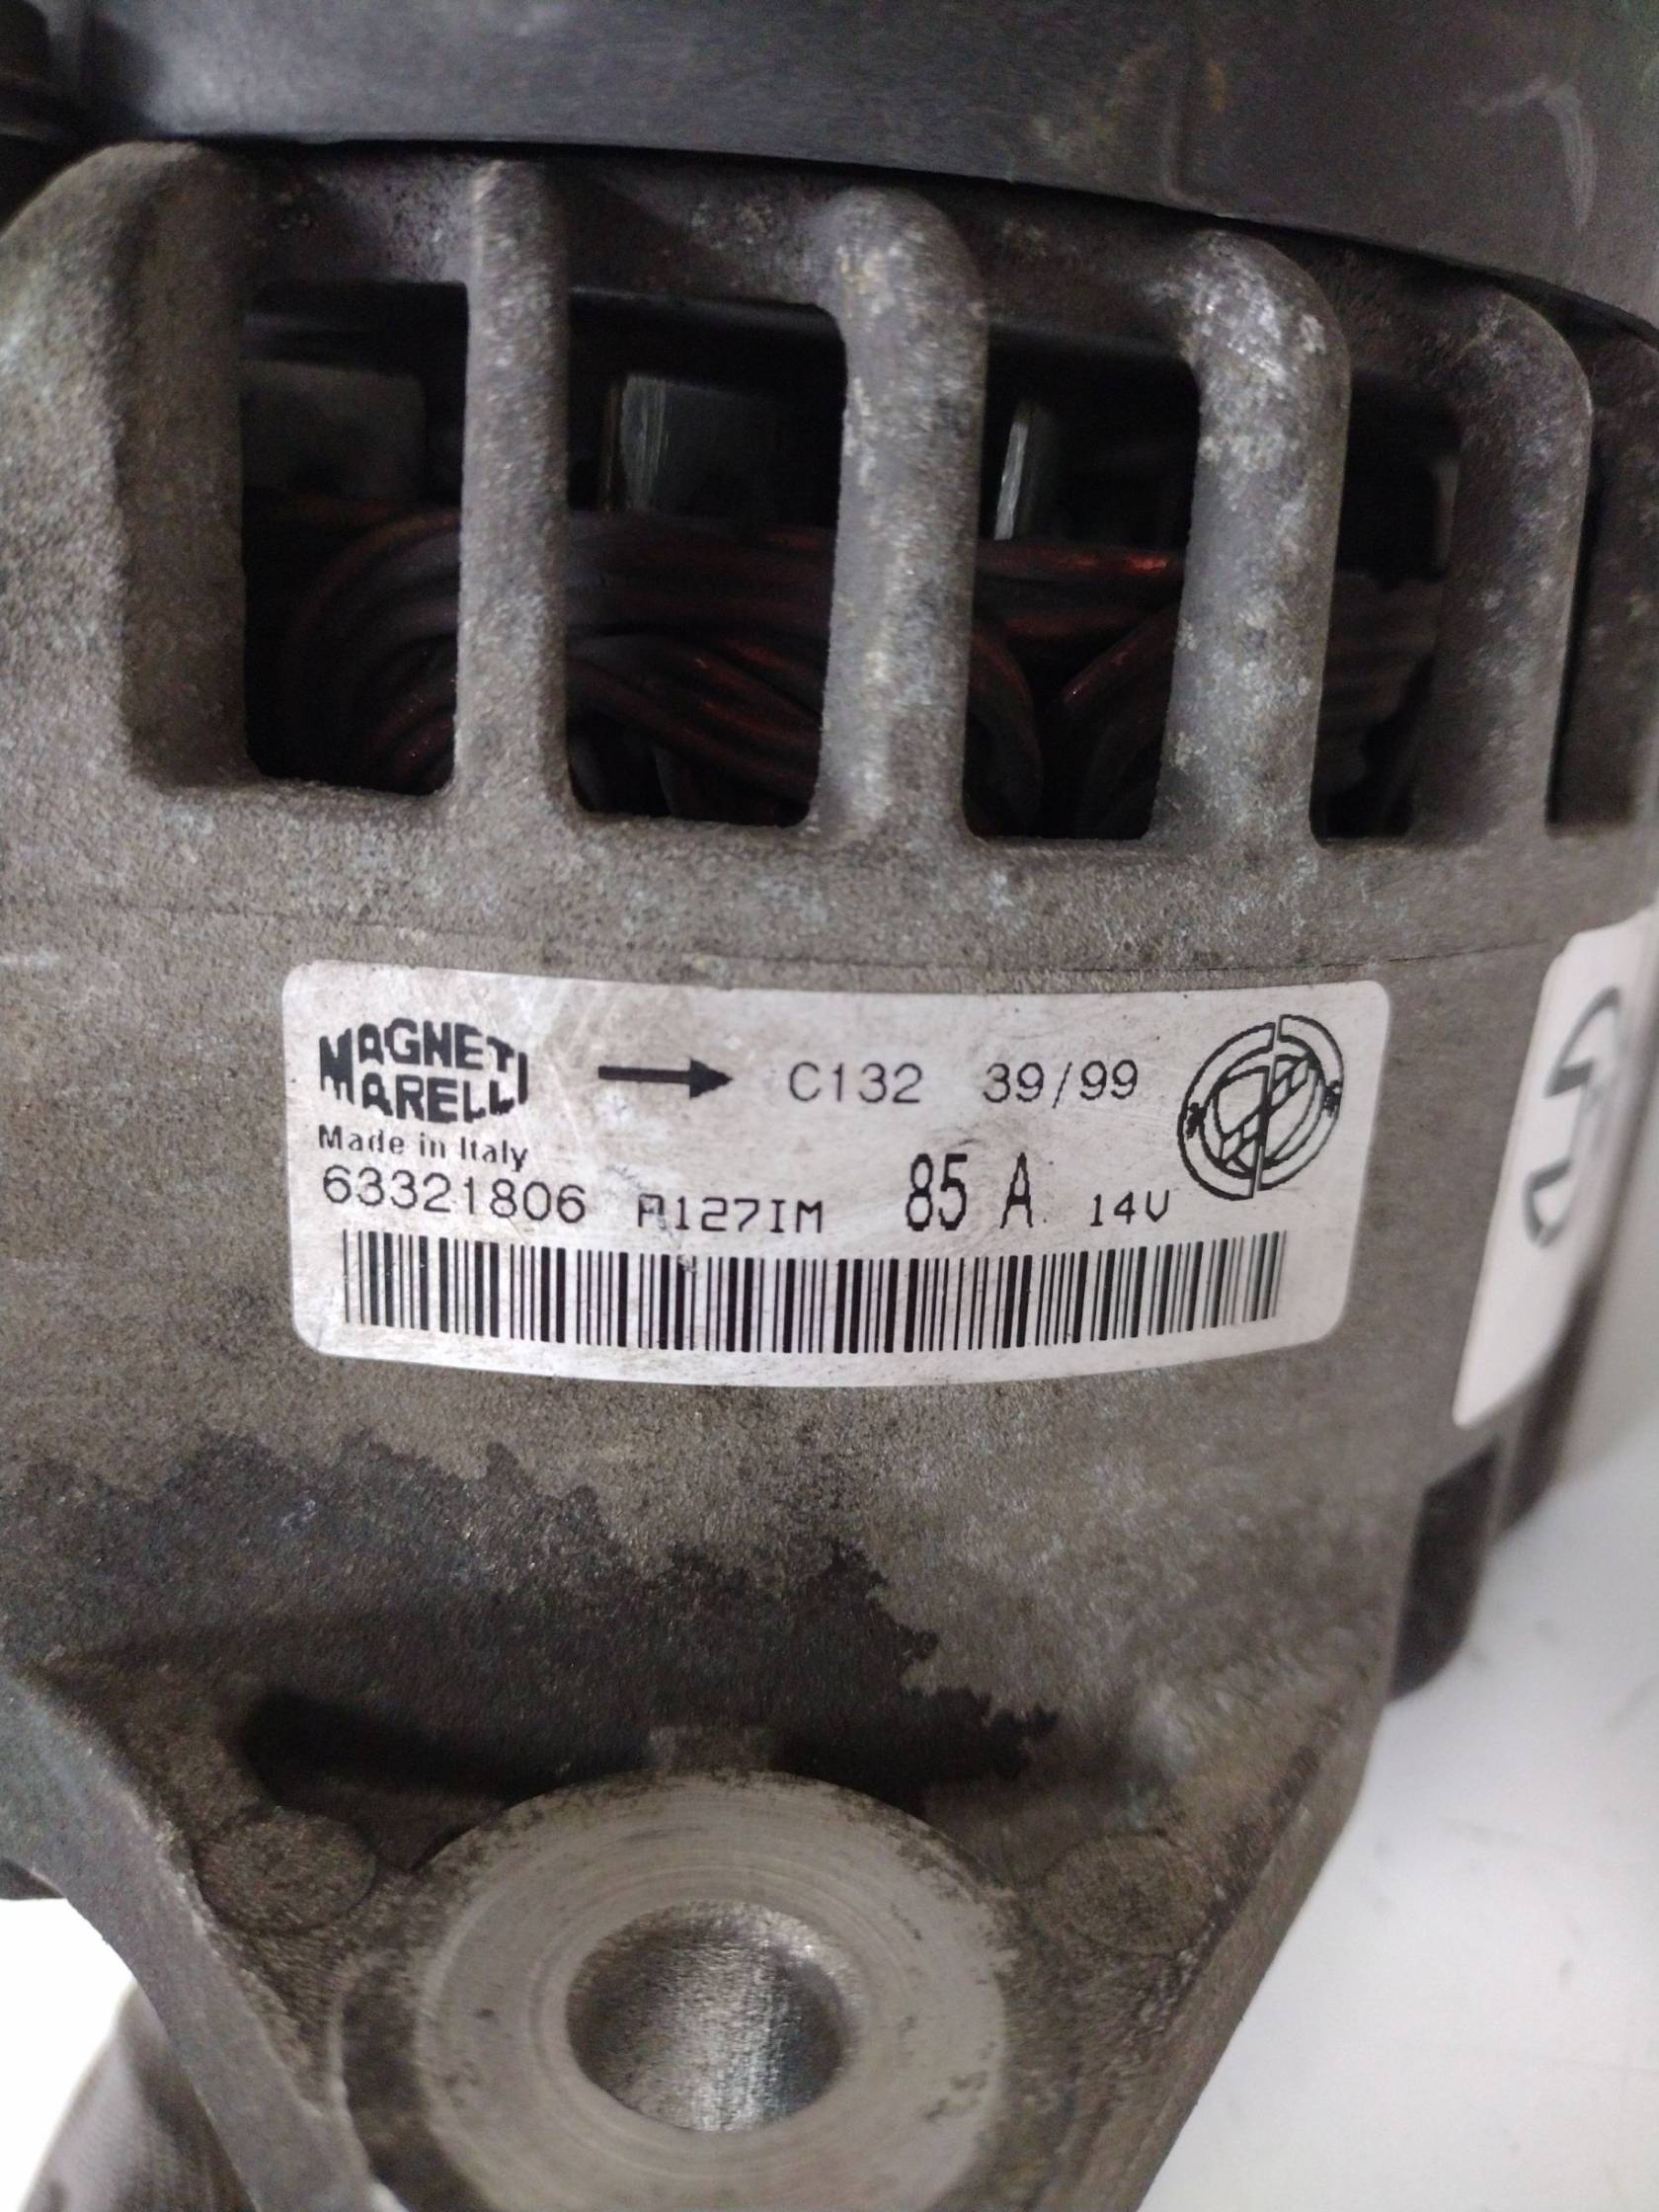 MAGNETI
MARELLI
Made in Italy
→ C132 39/99
63321806 A127IM 85 A 14V